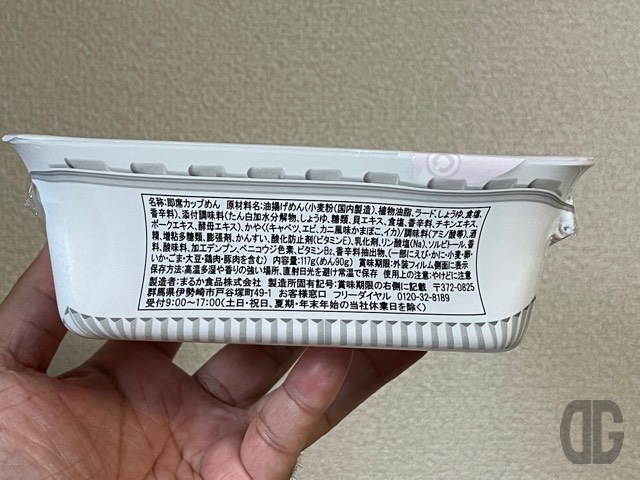 名称:即席カップめん 原材料名:油揚げめん(小麦粉(国内製造)、植物油脂、ラード、しょうゆ、食塩、
香辛料)、添付調味料(たん白加水分解物、しょうゆ、糖類、貝エキス、食塩、香辛料、チキンエキス、
ポークエキス、酵母エキス)、かやく(キャベツ、エビ、カニ風味かまぼこ、イカ)/調味料(アミノ酸等)、酒
精、増粘多糖類、膨張剤、かんすい、酸化防止剤(ビタミンE)、乳化剤、リン酸塩(Na)、ソルビトール、香
料、酸味料、加工デンプン、ベニコウジ色素、ビタミンB₂、香辛料抽出物、(一部にえび・かに・小麦・卵・
いか・ごま・大豆・鶏肉・豚肉を含む) 内容量:117g(めん90g) 賞味期限:外装フィルム側面に表示
保存方法:高温多湿や香りの強い場所、直射日光を避け常温で保存 使用上の注意:やけどに注意
製造者:まるか食品株式会社 製造所固有記号:賞味期限の右側に記載 〒372-0825
群馬県伊勢崎市戸谷塚町49-1 お客様窓口 フリーダイヤル 0120-32-8189
受付9:00〜17:00(土日・祝日、夏期・年末年始の当社休業日を除く)
DG